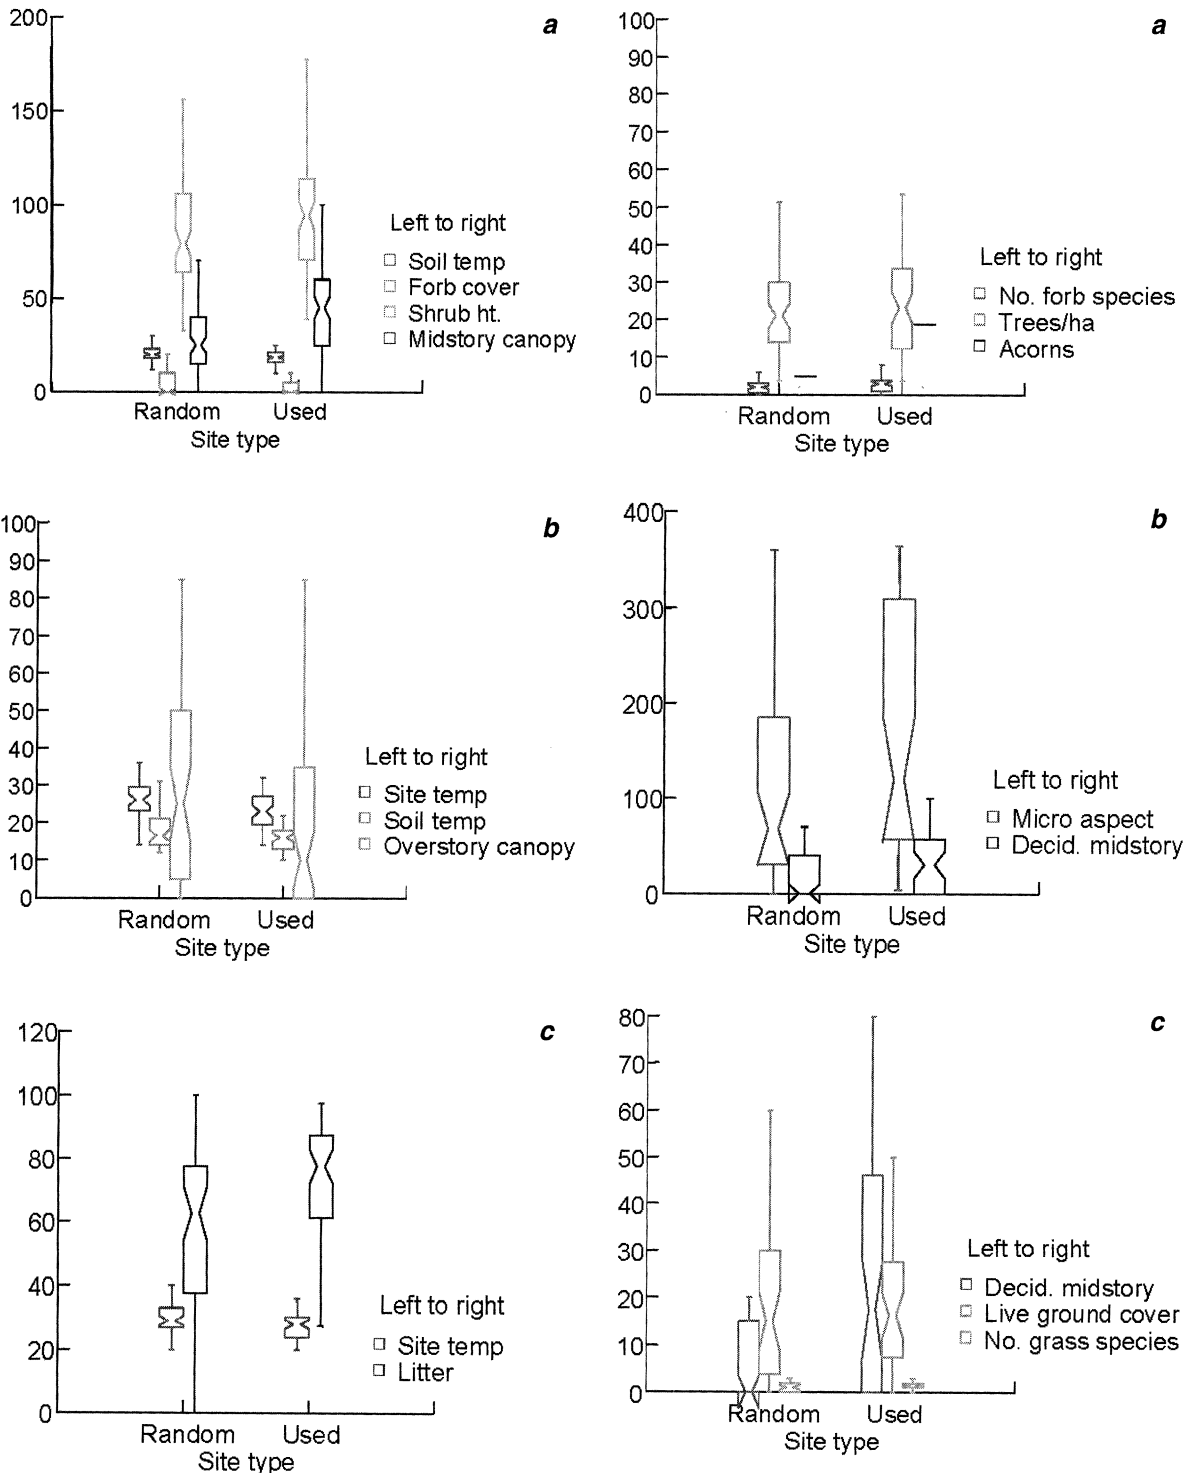 a
200
150
100
50
0
Random Used
Site type
Left to right
Soil temp
Forb cover
Shrub ht.
Midstory canopy
a
100
90
80
70
60
50
40
30
20
10
0
Random Used
Site type
Left to right
No. forb species
Trees/ha
Acorns
b
100
90
80
70
60
50
40
30
20
10
0
Random Used
Site type
Left to right
Site temp
Soil temp
Overstory canopy
b
400
300
200
100
0
Random Used
Site type
Left to right
Micro aspect
Decid. midstory
c
120
100
80
60
40
20
0
Random Used
Site type
Left to right
Site temp
Litter
c
80
70
60
50
40
30
20
10
0
Random Used
Site type
Left to right
Decid. midstory
Live ground cover
No. grass species